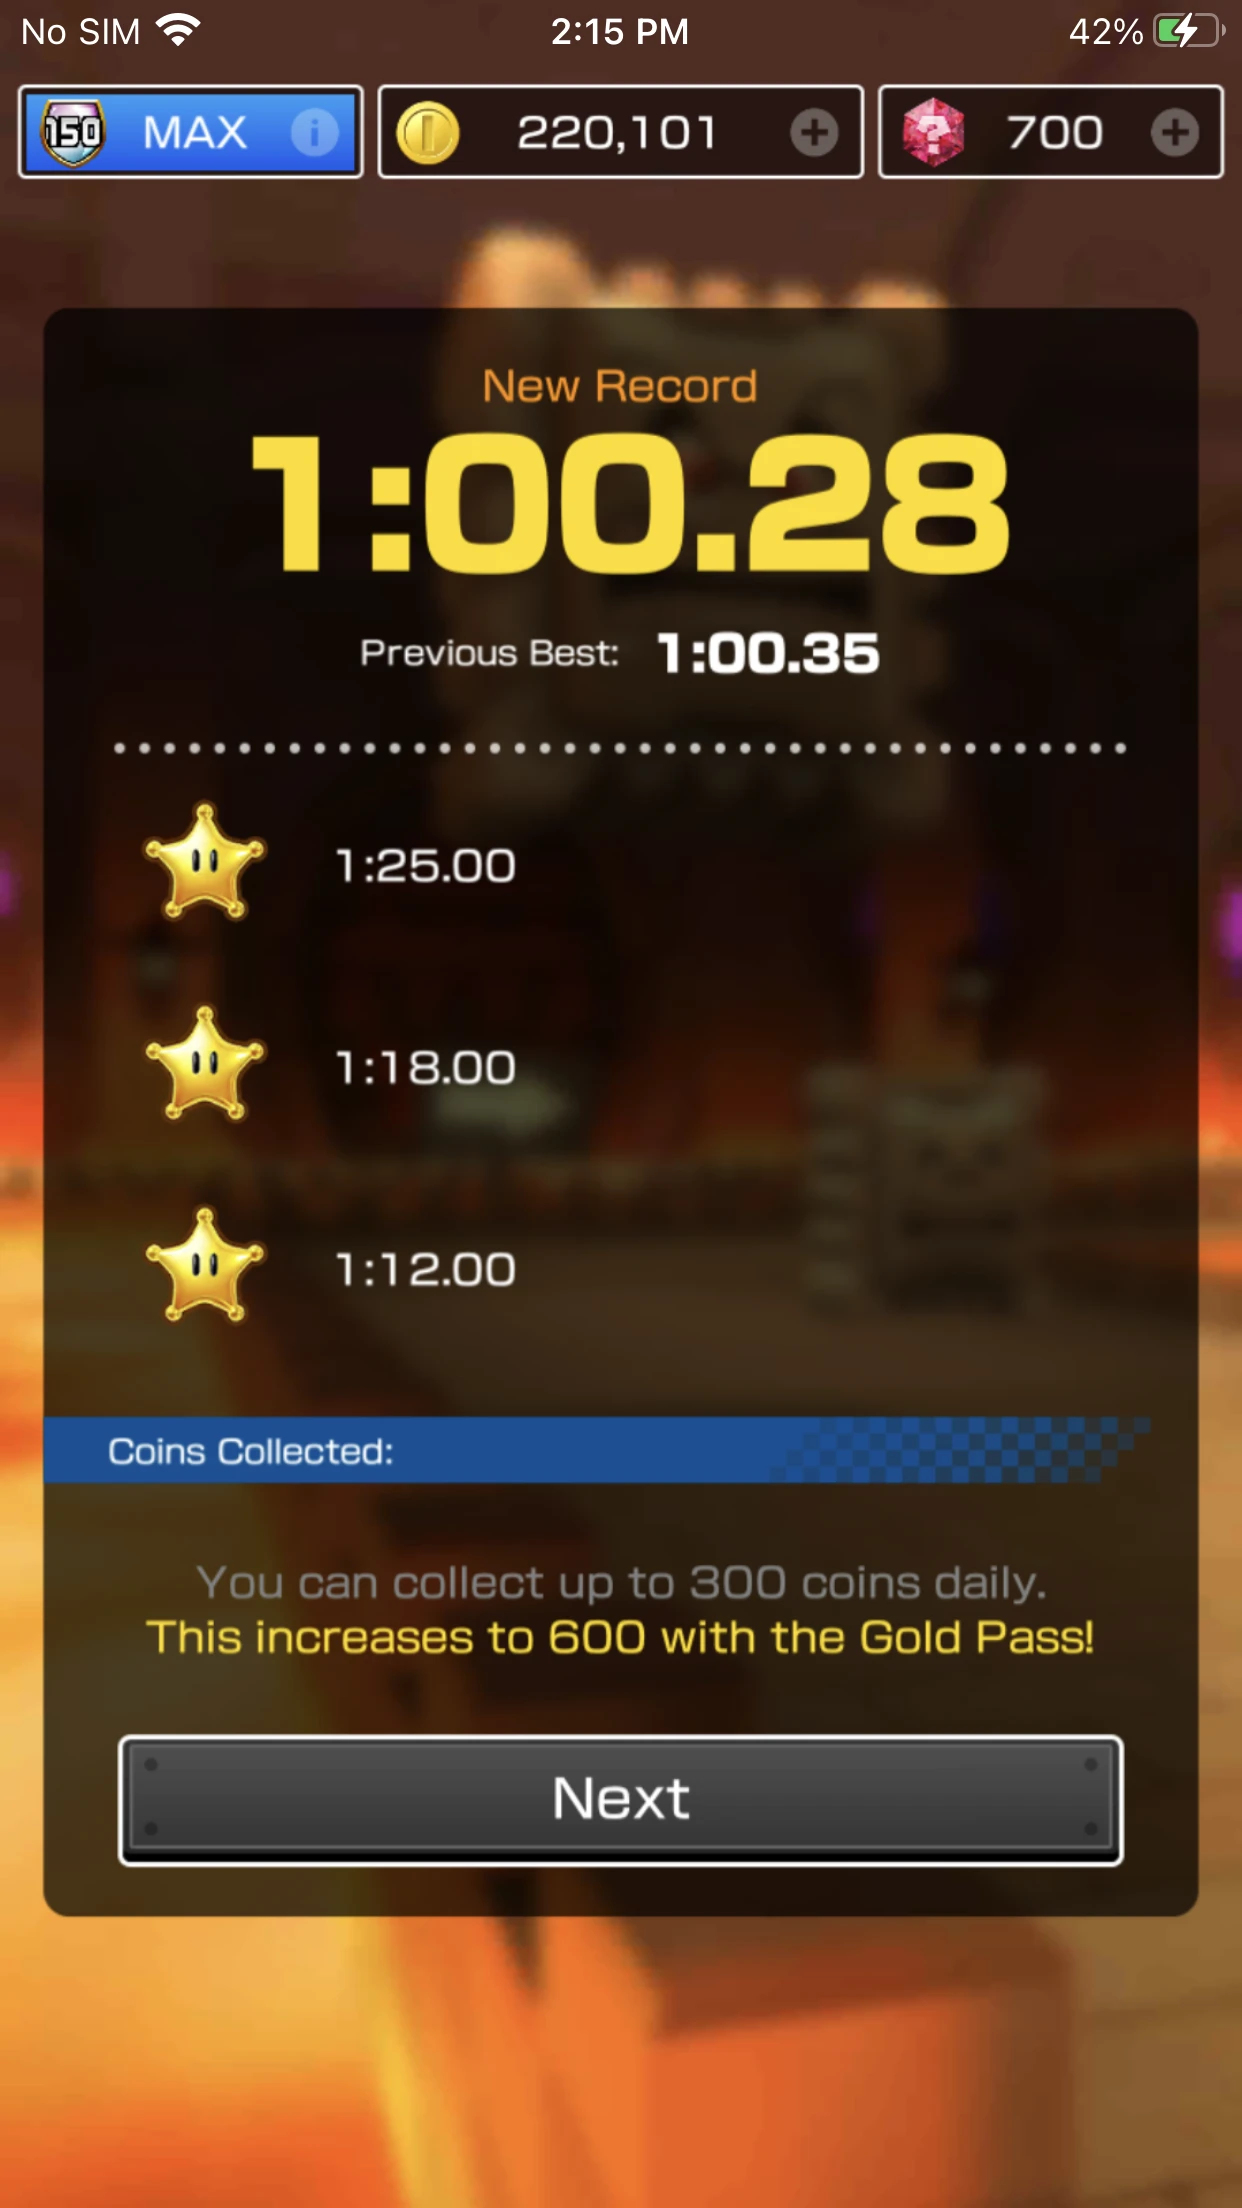 No SIM 2:15 PM 42%
150 MAX i 220,101 + ? 700 +
New Record
1:00.28
Previous Best: 1:00.35
1:25.00
1:18.00
1:12.00
Coins Collected:
You can collect up to 300 coins daily.
This increases to 600 with the Gold Pass!
Next